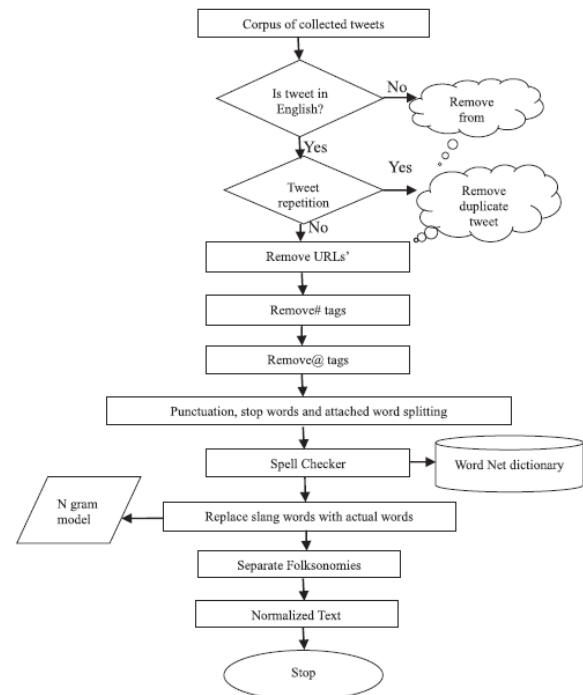 Corpus of collected tweets
Is tweet in
English?
No
Remove
from
Yes
Tweet
repetition
Yes
Remove
duplicate
tweet
No
Remove URLs’
Remove# tags
Remove@ tags
Punctuation, stop words and attached word splitting
Spell Checker
Word Net dictionary
N gram
model
Replace slang words with actual words
Separate Folksonomies
Normalized Text
Stop